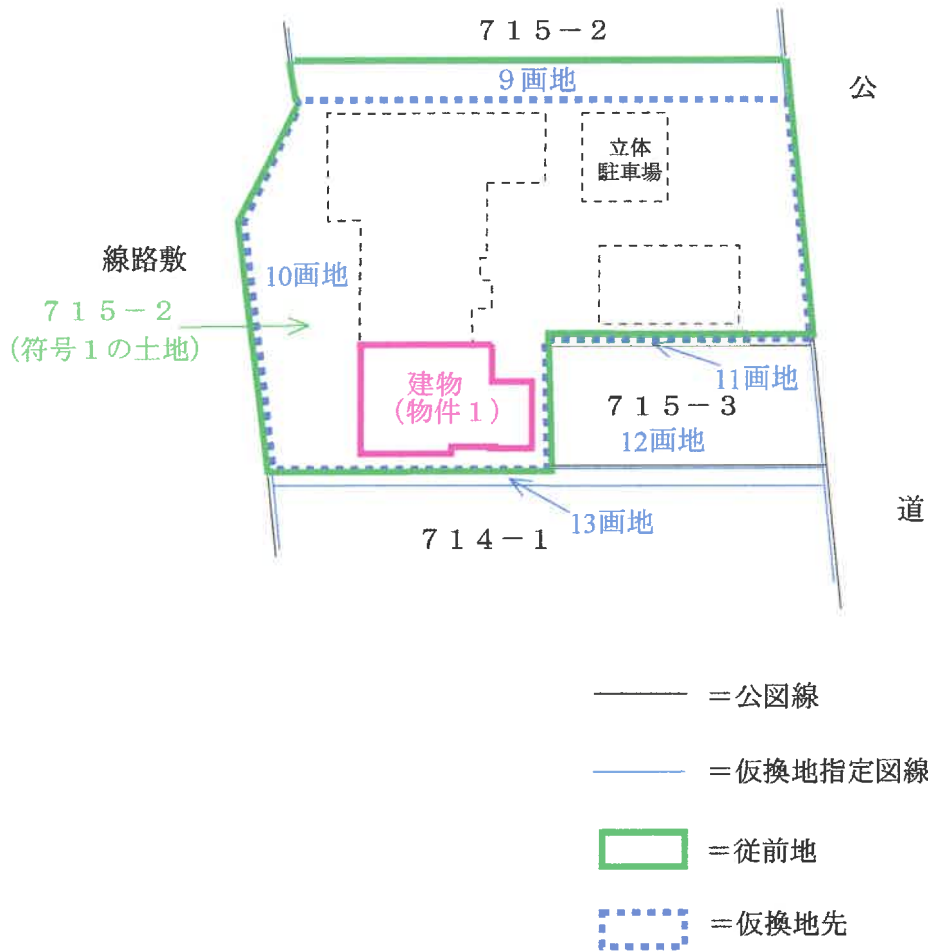 715-2
9画地
公
立体
駐車場
線路敷
10画地
715-2
(符号1の土地)
建物
(物件1)
11画地
715-3
12画地
13画地
714-1
道
=公図線
=仮換地指定図線
=従前地
=仮換地先